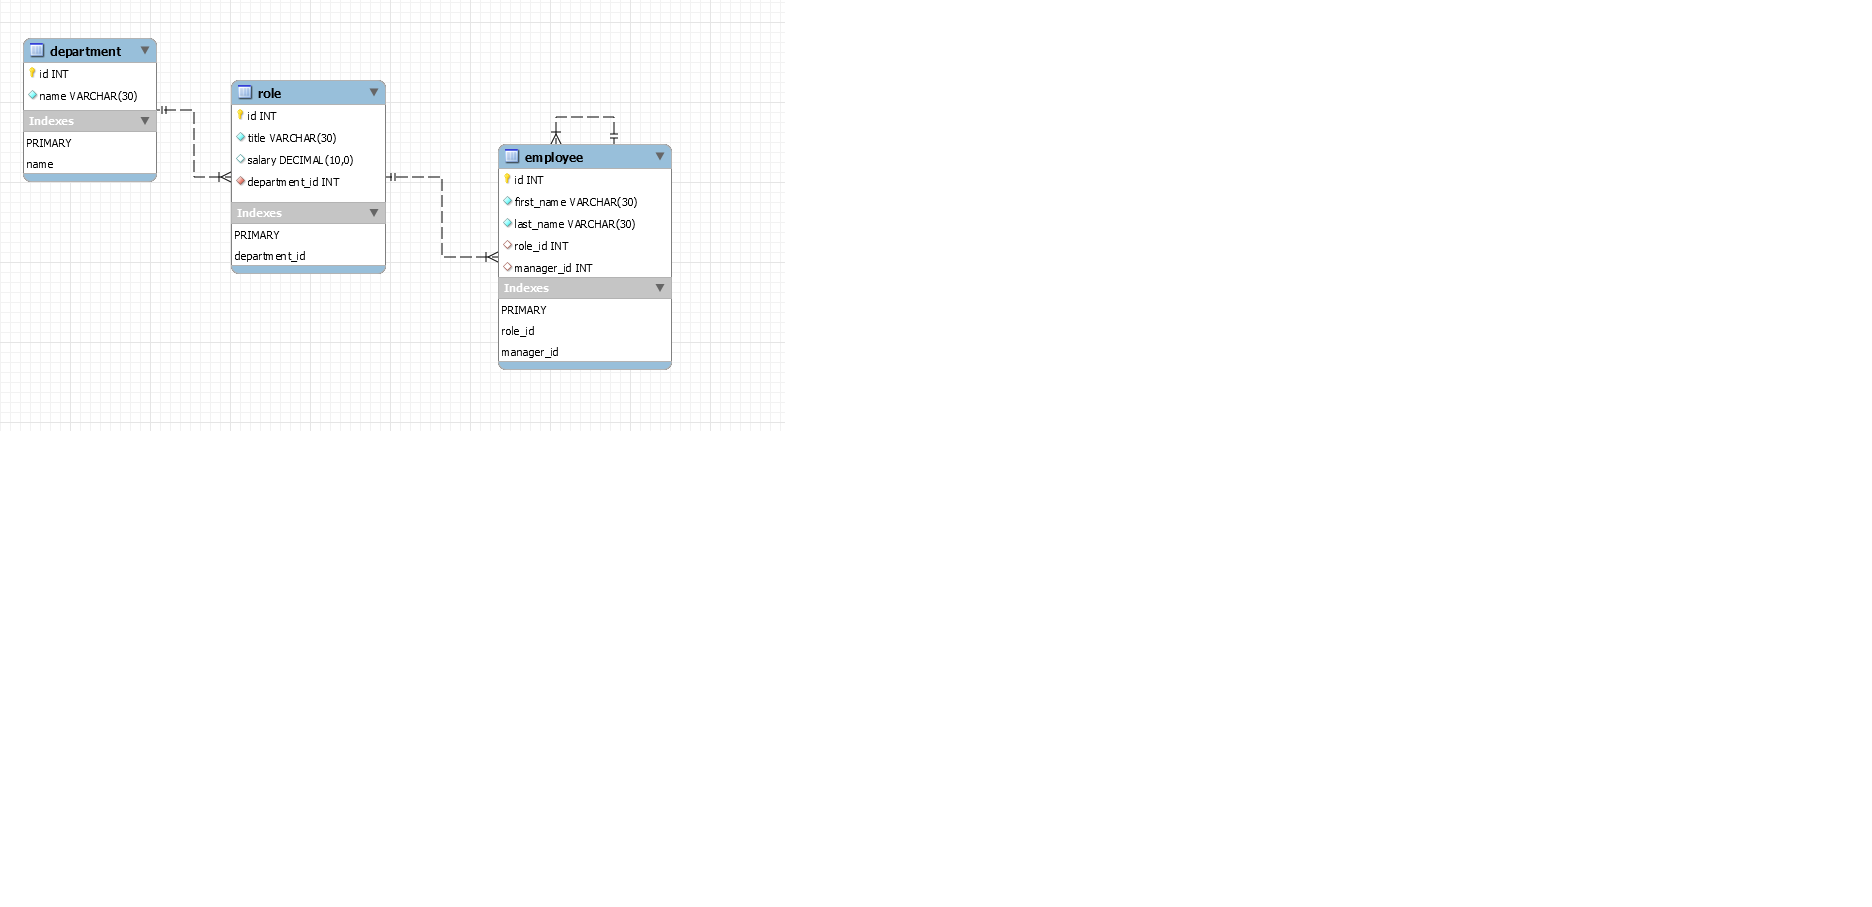 department
id INT
name VARCHAR(30)
Indexes
PRIMARY
name
role
id INT
title VARCHAR(30)
salary DECIMAL(10,0)
department_id INT
Indexes
PRIMARY
department_id
employee
id INT
first_name VARCHAR(30)
last_name VARCHAR(30)
role_id INT
manager_id INT
Indexes
PRIMARY
role_id
manager_id